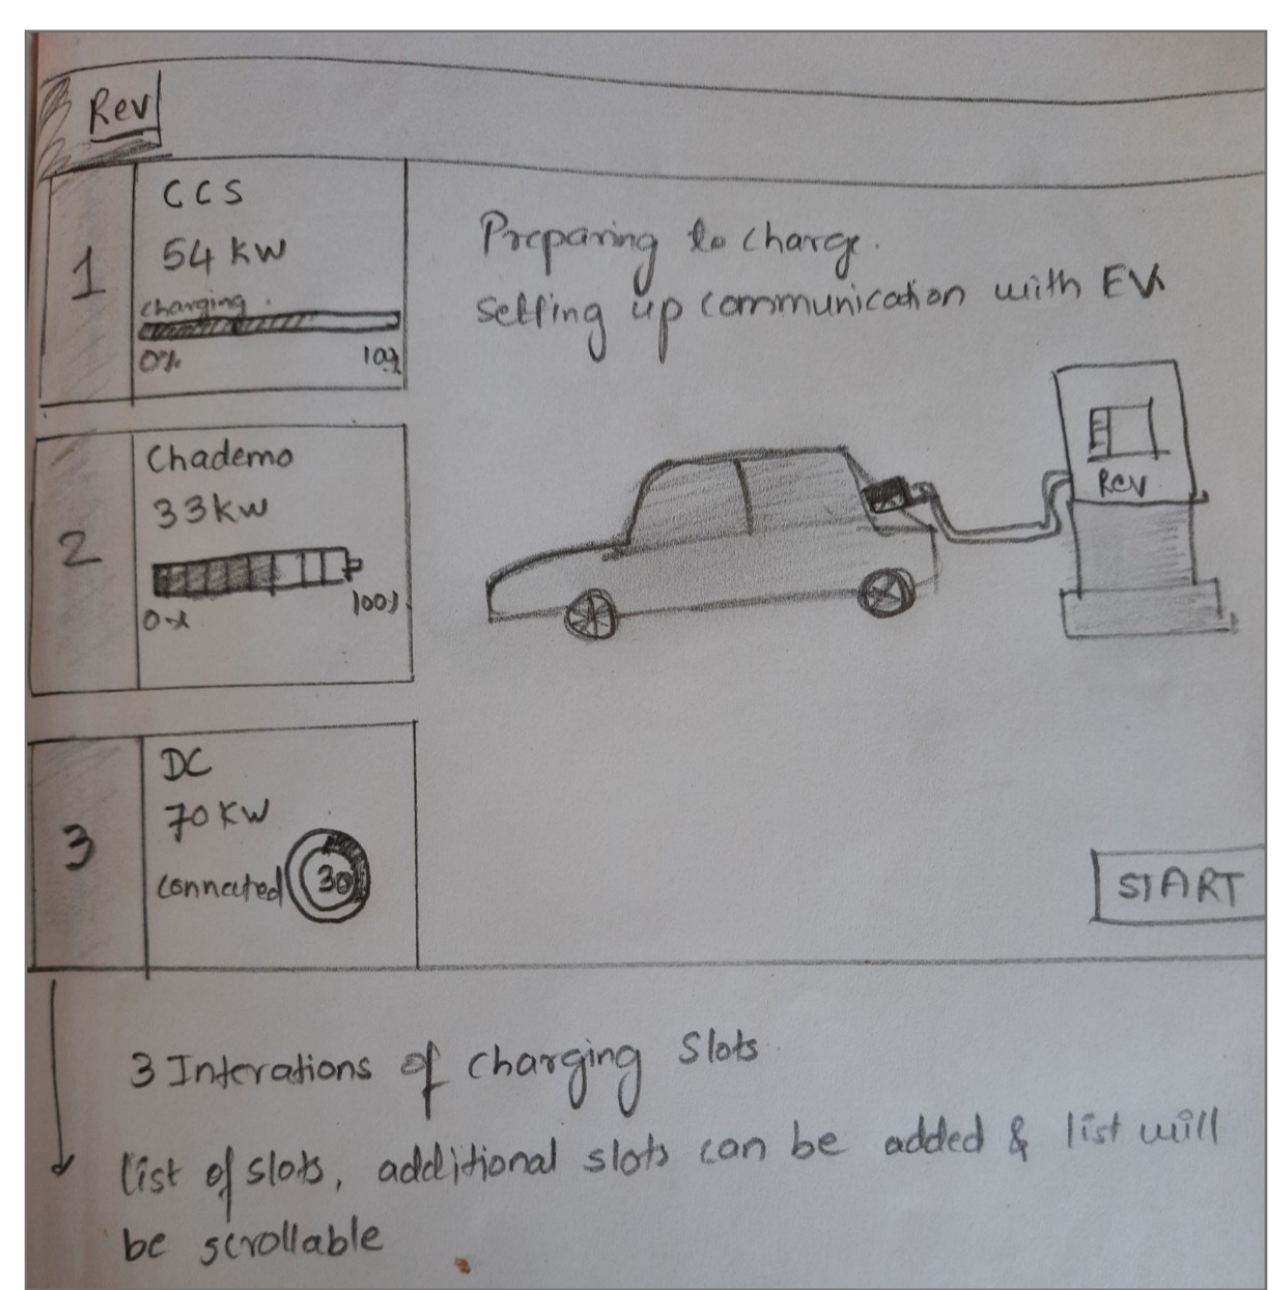 Rev
1
CCS
54 kW
charging.
0%
100
Preparing to charge.
setting up communication with EV.
2
Chademo
33kW
0%
100%
Rev
3
DC
70 KW
connected
30
START
3 Interations of charging Slots
list of slots, additional slots can be added & list will
be scrollable